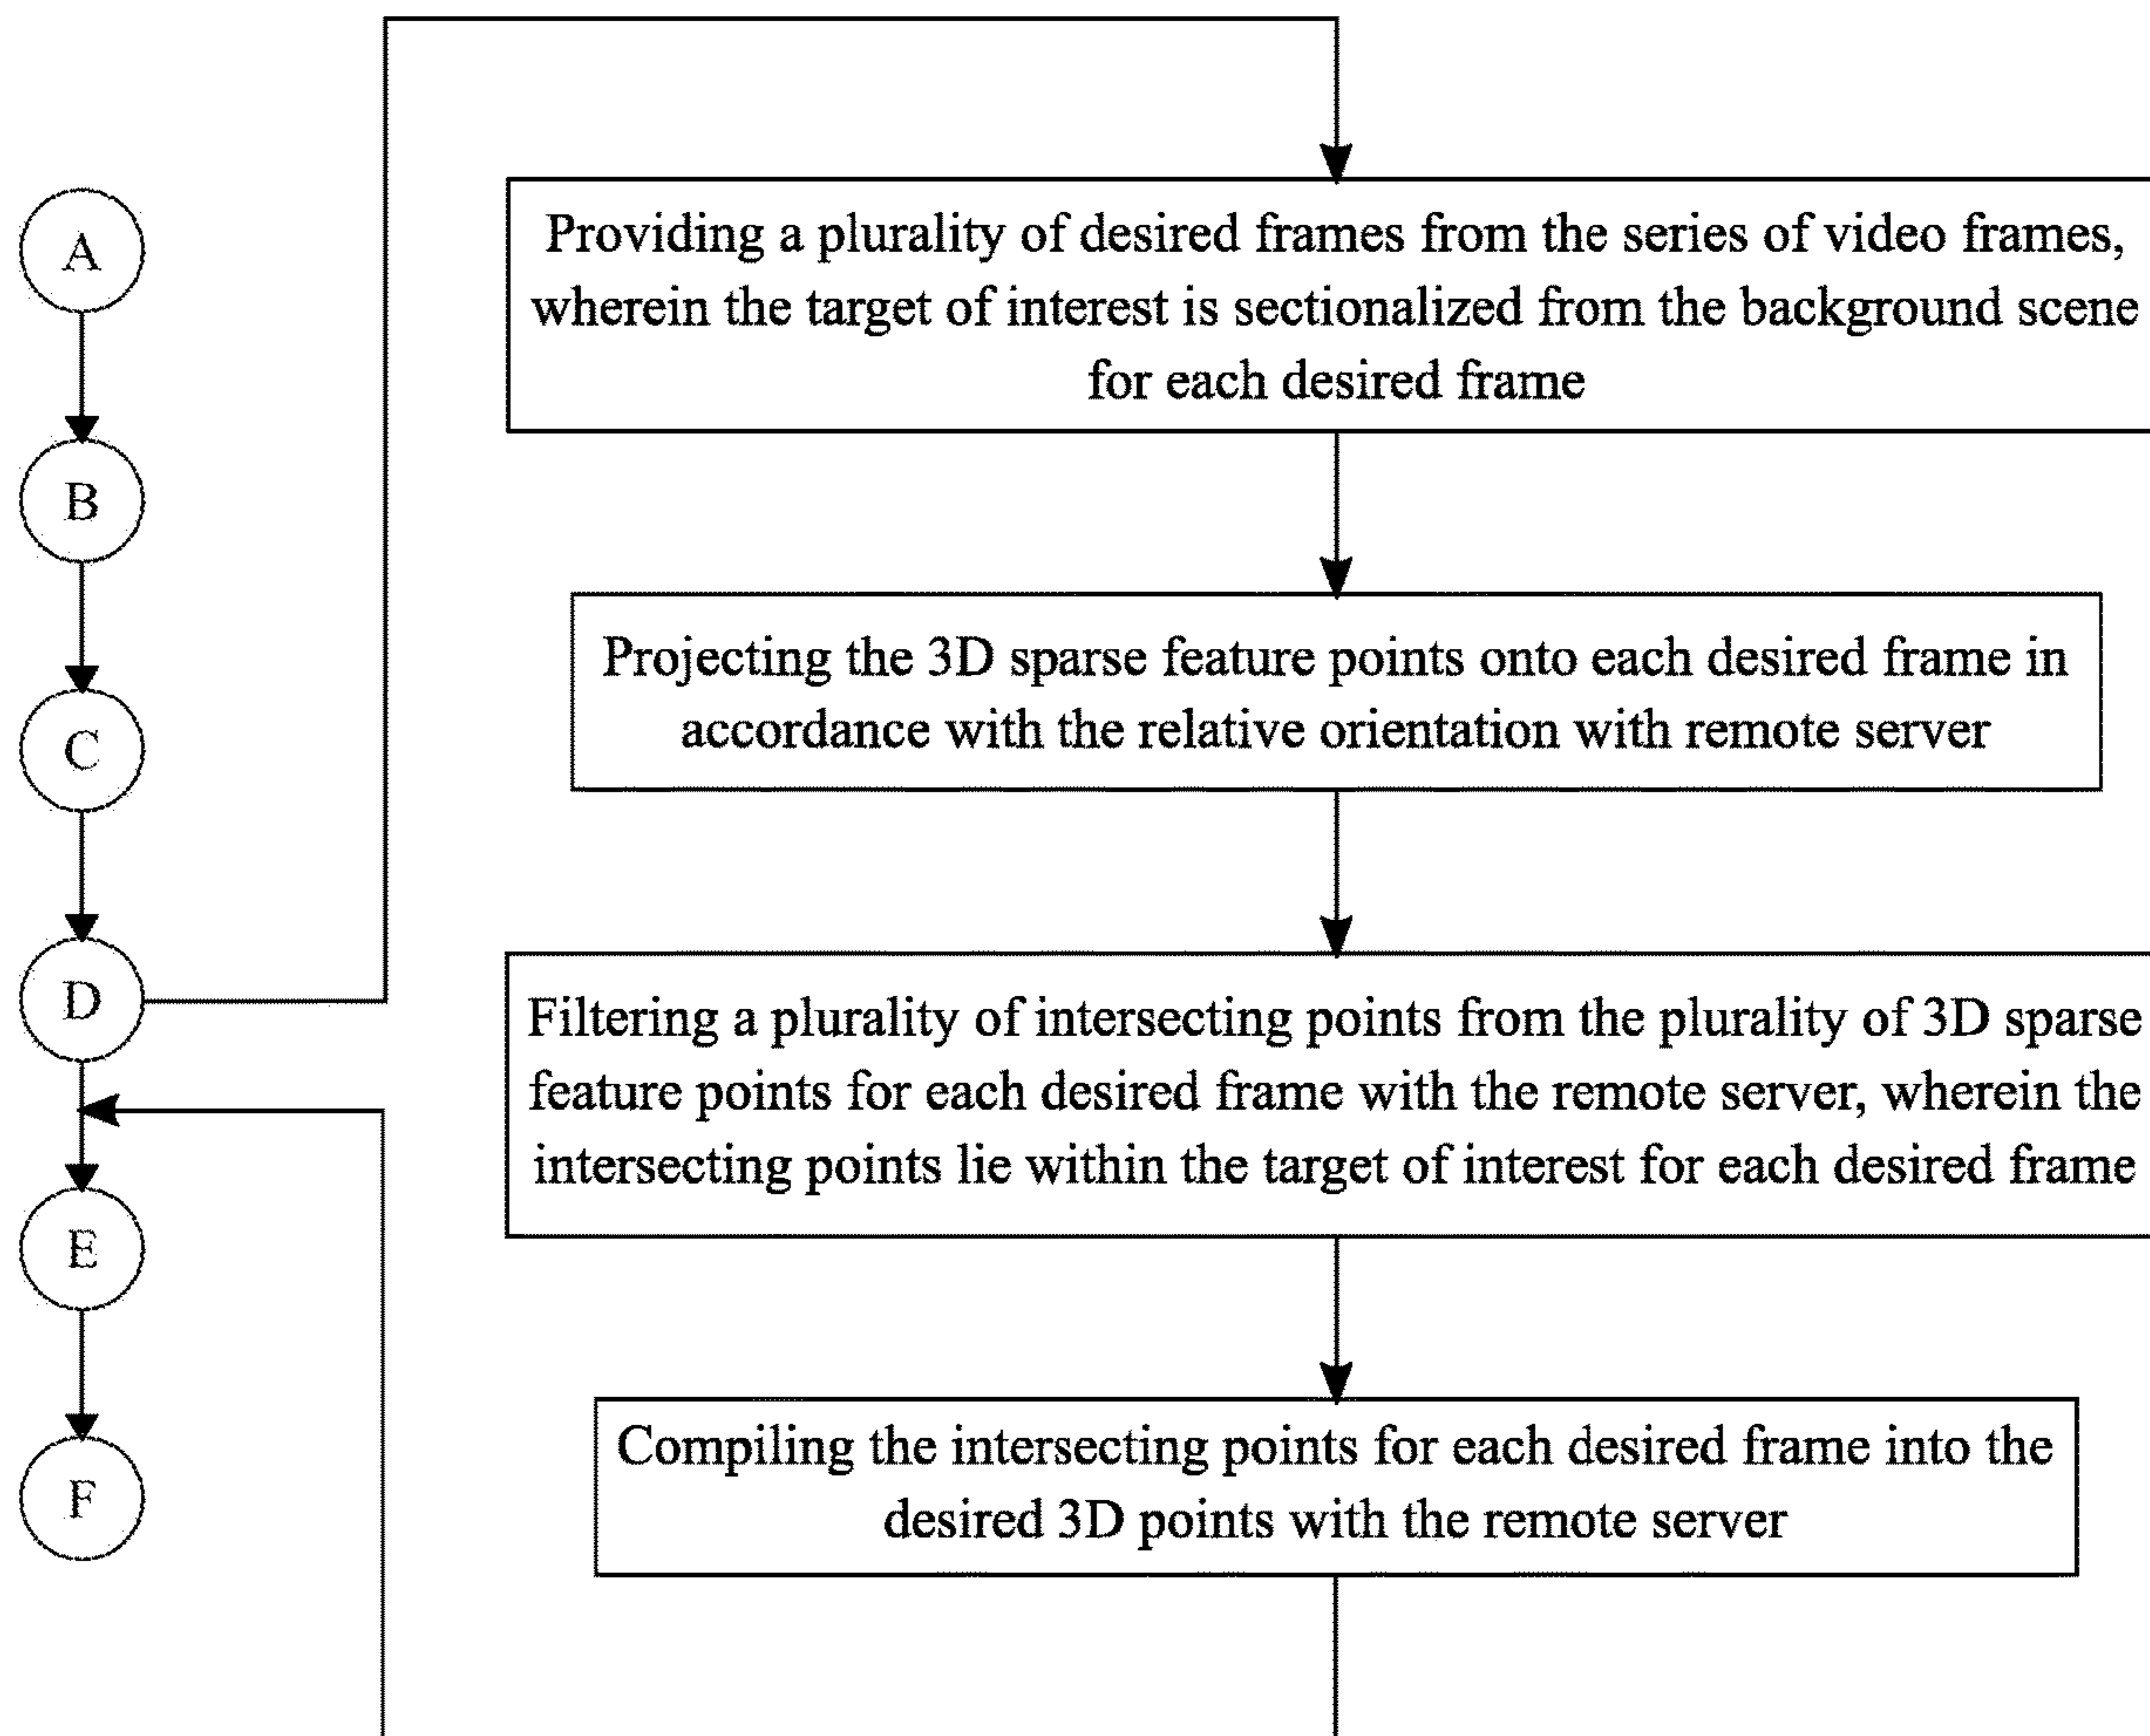 A
B
C
D
E
F
Providing a plurality of desired frames from the series of video frames,
wherein the target of interest is sectionalized from the background scene
for each desired frame
Projecting the 3D sparse feature points onto each desired frame in
accordance with the relative orientation with remote server
Filtering a plurality of intersecting points from the plurality of 3D sparse
feature points for each desired frame with the remote server, wherein the
intersecting points lie within the target of interest for each desired frame
Compiling the intersecting points for each desired frame into the
desired 3D points with the remote server